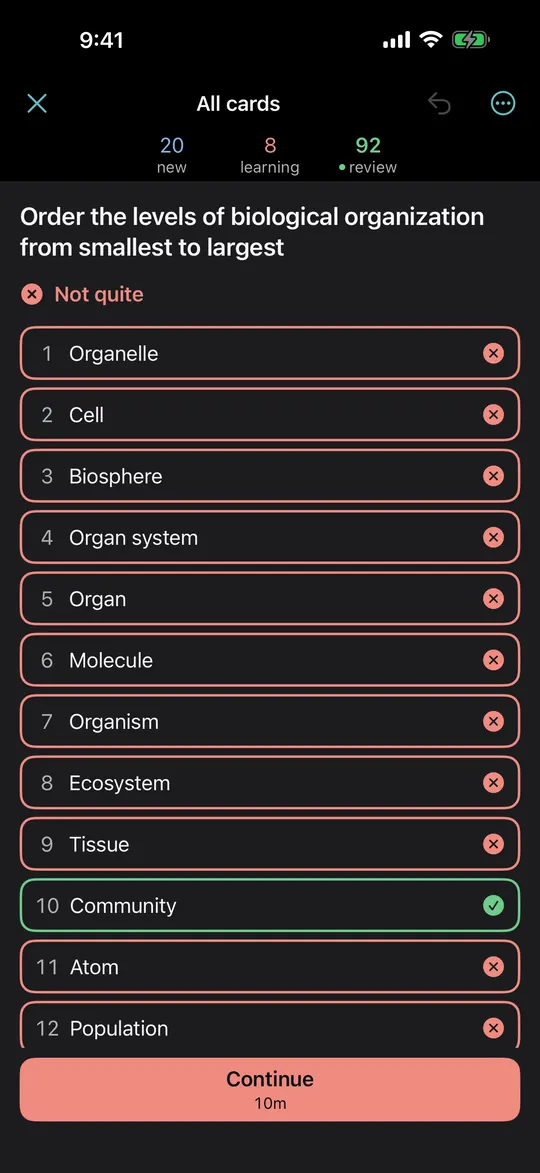 9:41
All cards
20 8 92
new learning review
Order the levels of biological organization
from smallest to largest
Not quite
1 Organelle
2 Cell
3 Biosphere
4 Organ system
5 Organ
6 Molecule
7 Organism
8 Ecosystem
9 Tissue
10 Community
11 Atom
12 Population
Continue
10m